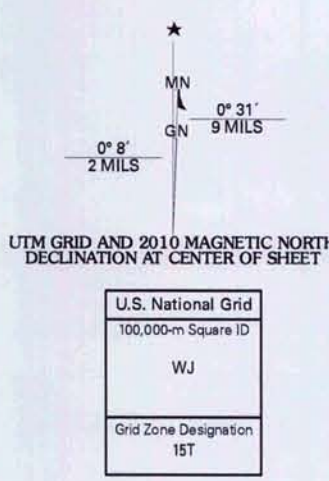 ★
MN
GN
0° 31´
9 MILS
0° 8´
2 MILS
UTM GRID AND 2010 MAGNETIC NORTH
DECLINATION AT CENTER OF SHEET
U.S. National Grid
100,000-m Square ID
WJ
Grid Zone Designation
15T